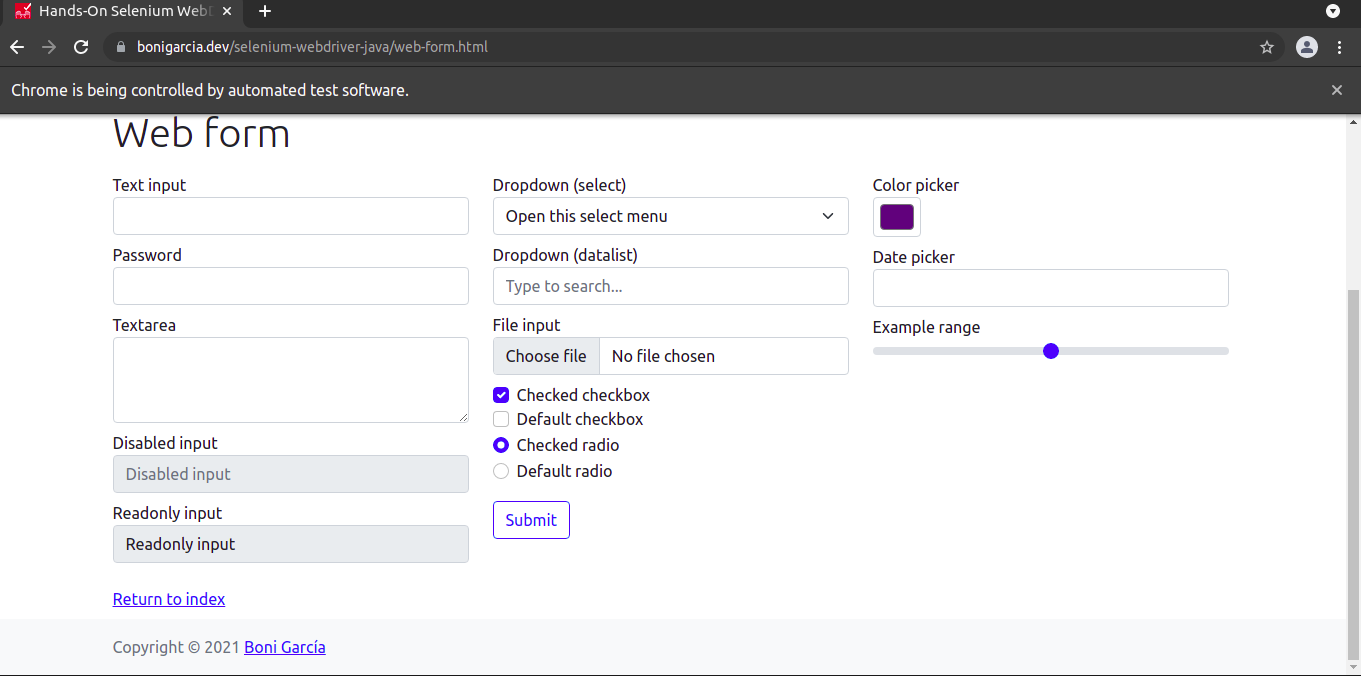 Hands-On Selenium WebD
bonigarcia.dev/selenium-webdriver-java/web-form.html
Chrome is being controlled by automated test software.
Web form
Text input
Password
Textarea
Disabled input
Disabled input
Readonly input
Readonly input
Dropdown (select)
Open this select menu
Dropdown (datalist)
Type to search...
File input
Choose file No file chosen
Checked checkbox
Default checkbox
Checked radio
Default radio
Submit
Color picker
Date picker
Example range
Return to index
Copyright © 2021 Boni García